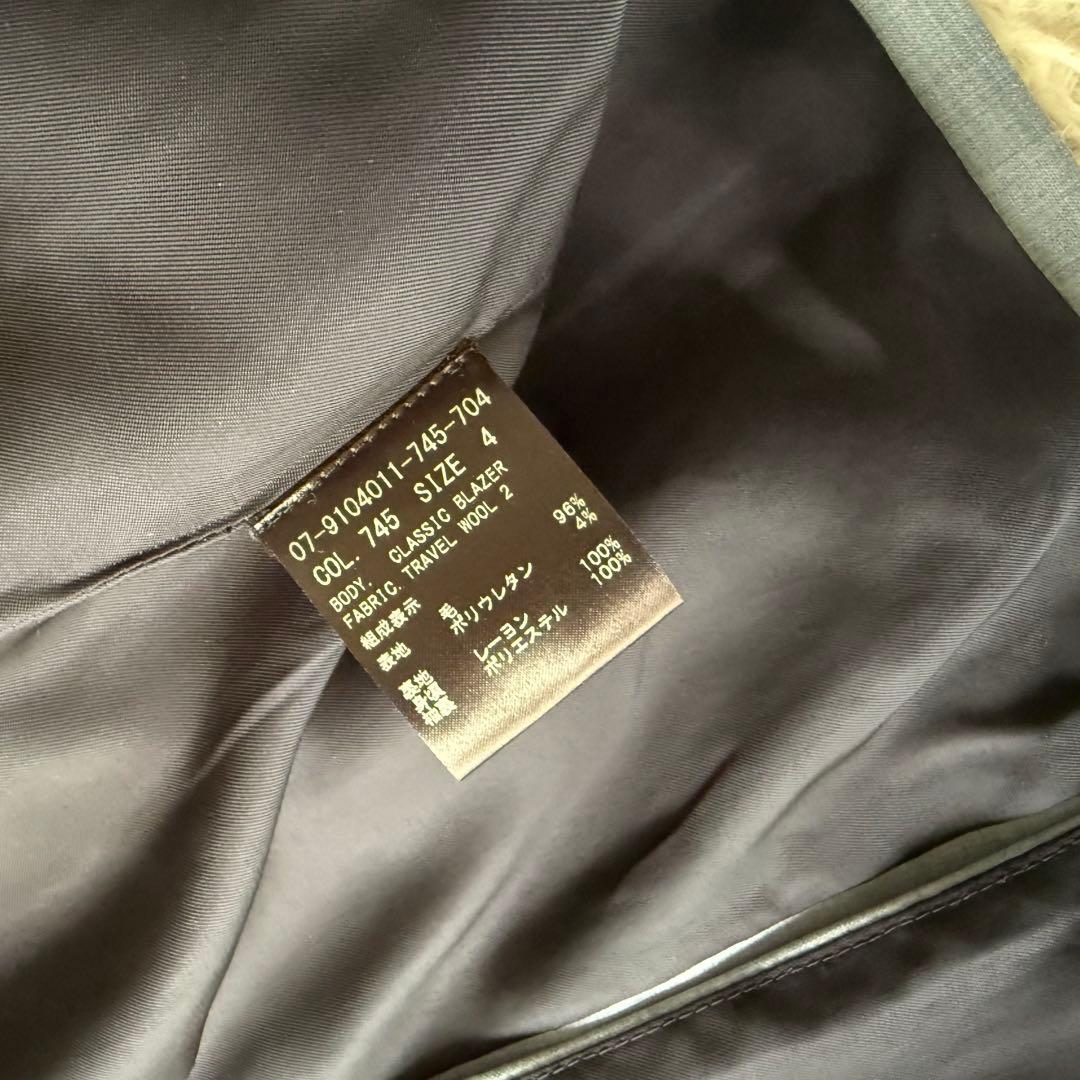 07-9104011-745-704
COL. 745 SIZE 4
BODY. CLASSIC BLAZER
FABRIC. TRAVEL WOOL 2
組成表示
表地 毛 96%
ポリウレタン 4%
裏地
身裏 レーヨン 100%
袖裏 ポリエステル 100%